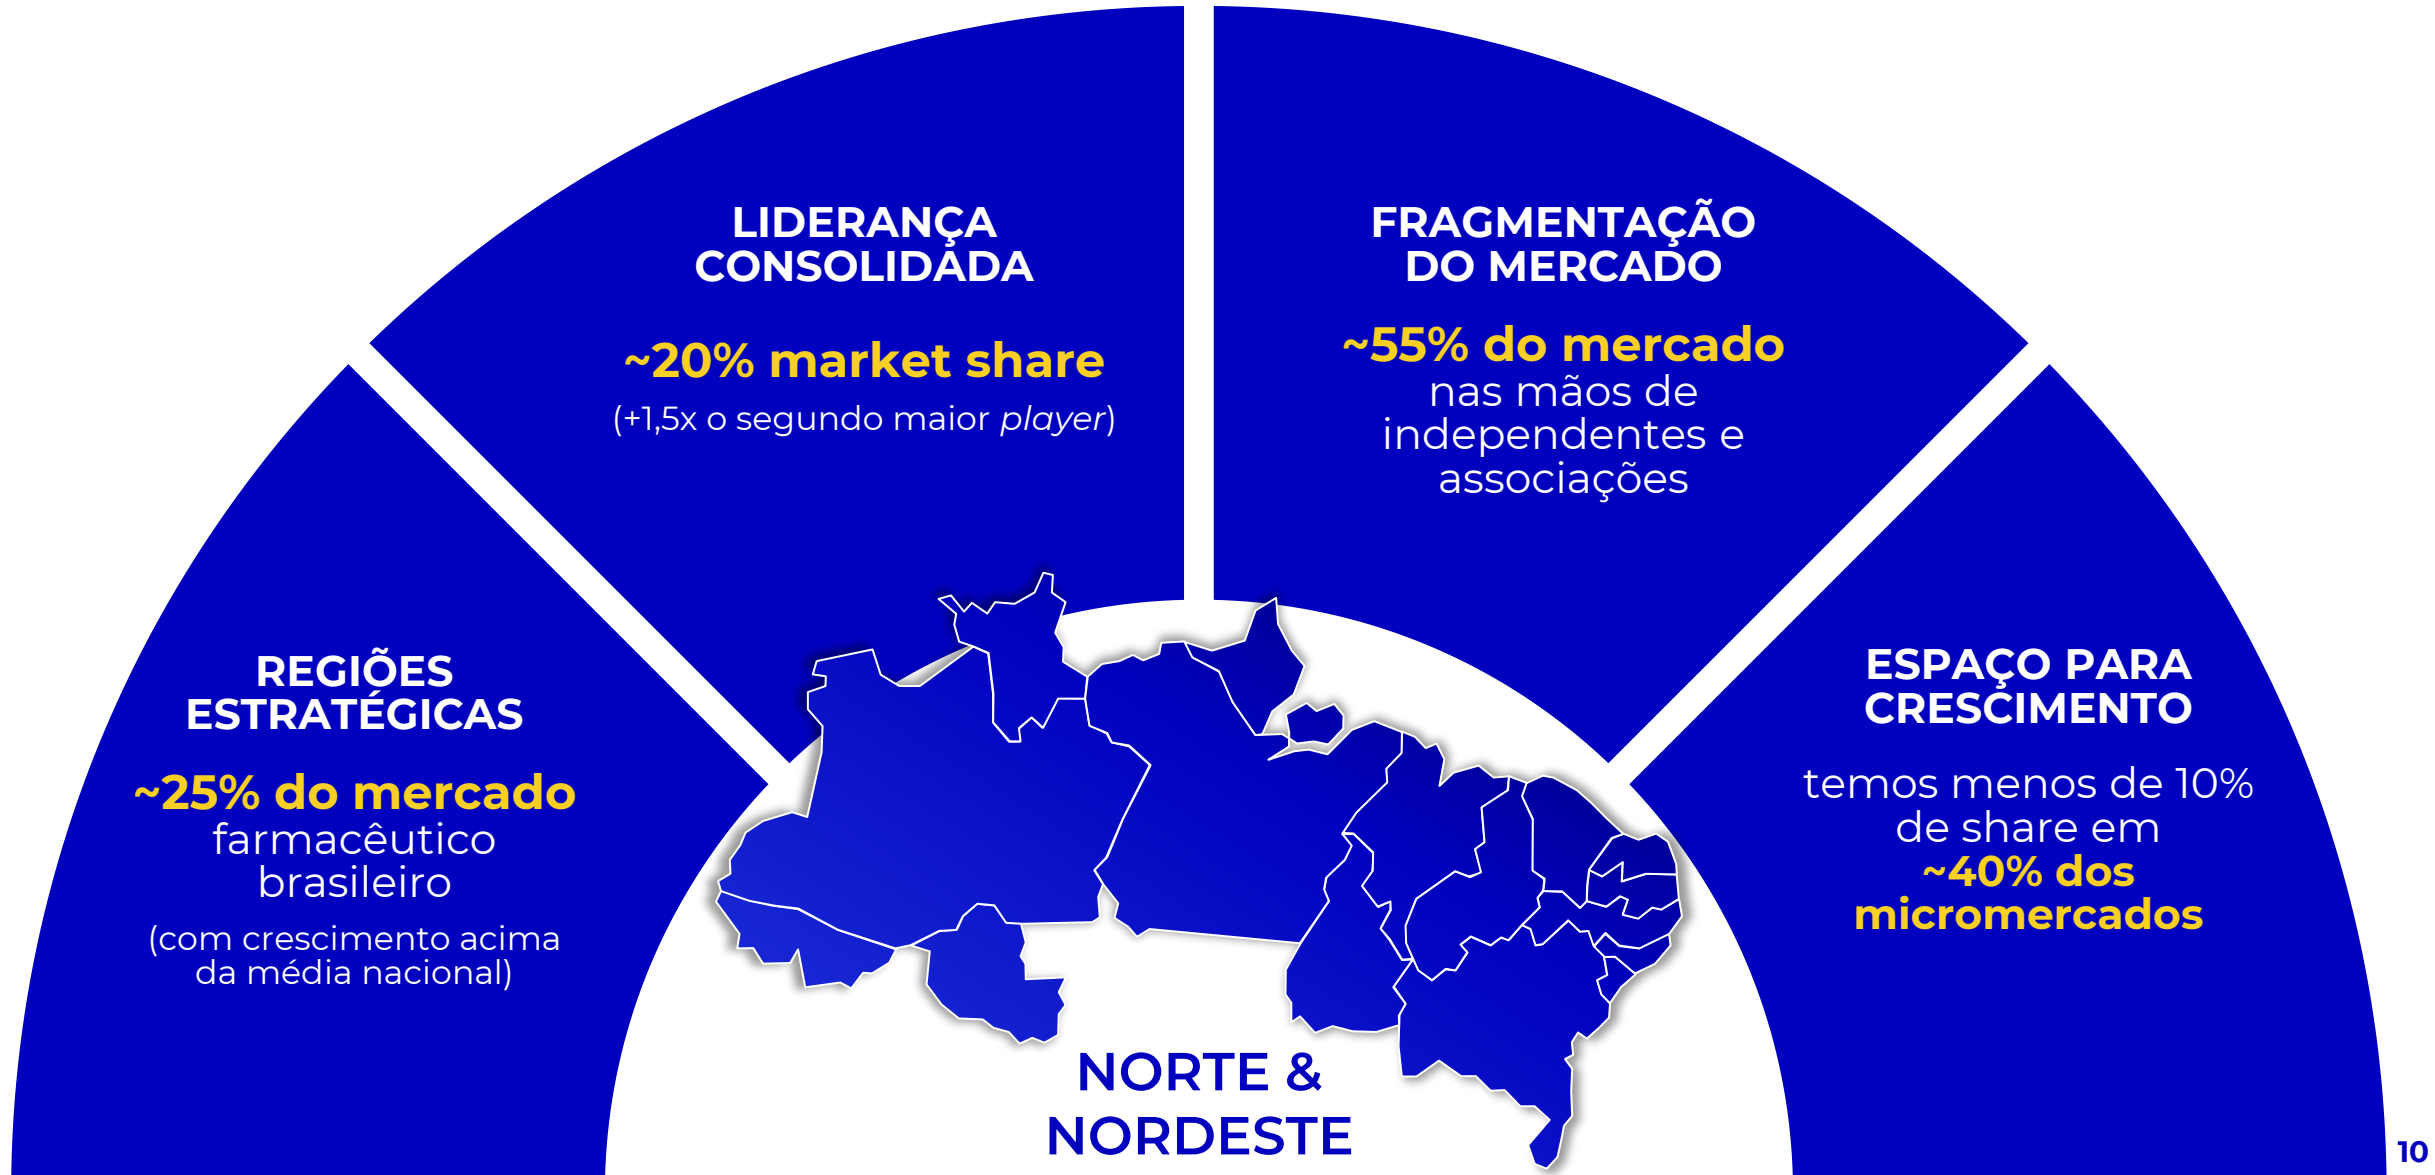 LIDERANÇA
CONSOLIDADA
~20% market share
(+1,5x o segundo maior player)
FRAGMENTAÇÃO
DO MERCADO
~55% do mercado
nas mãos de
independentes e
associações
REGIÕES
ESTRATÉGICAS
~25% do mercado
farmacêutico
brasileiro
(com crescimento acima
da média nacional)
ESPAÇO PARA
CRESCIMENTO
temos menos de 10%
de share em
~40% dos
micromercados
NORTE &
NORDESTE
10